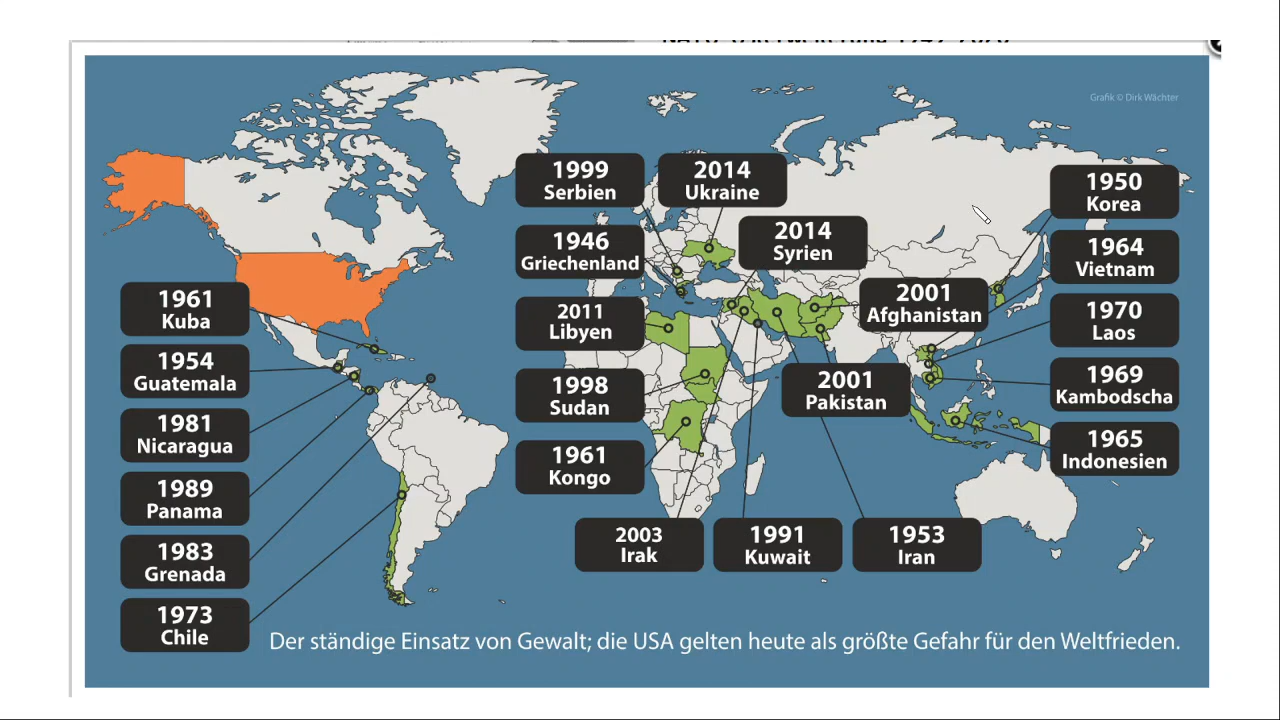 Grafik © Dirk Wächter
1999
Serbien
2014
Ukraine
1950
Korea
1946
Griechenland
2014
Syrien
1964
Vietnam
1961
Kuba
2011
Libyen
2001
Afghanistan
1970
Laos
1954
Guatemala
1998
Sudan
2001
Pakistan
1969
Kambodscha
1981
Nicaragua
1961
Kongo
1965
Indonesien
1989
Panama
2003
Irak
1991
Kuwait
1953
Iran
1983
Grenada
1973
Chile
Der ständige Einsatz von Gewalt; die USA gelten heute als größte Gefahr für den Weltfrieden.